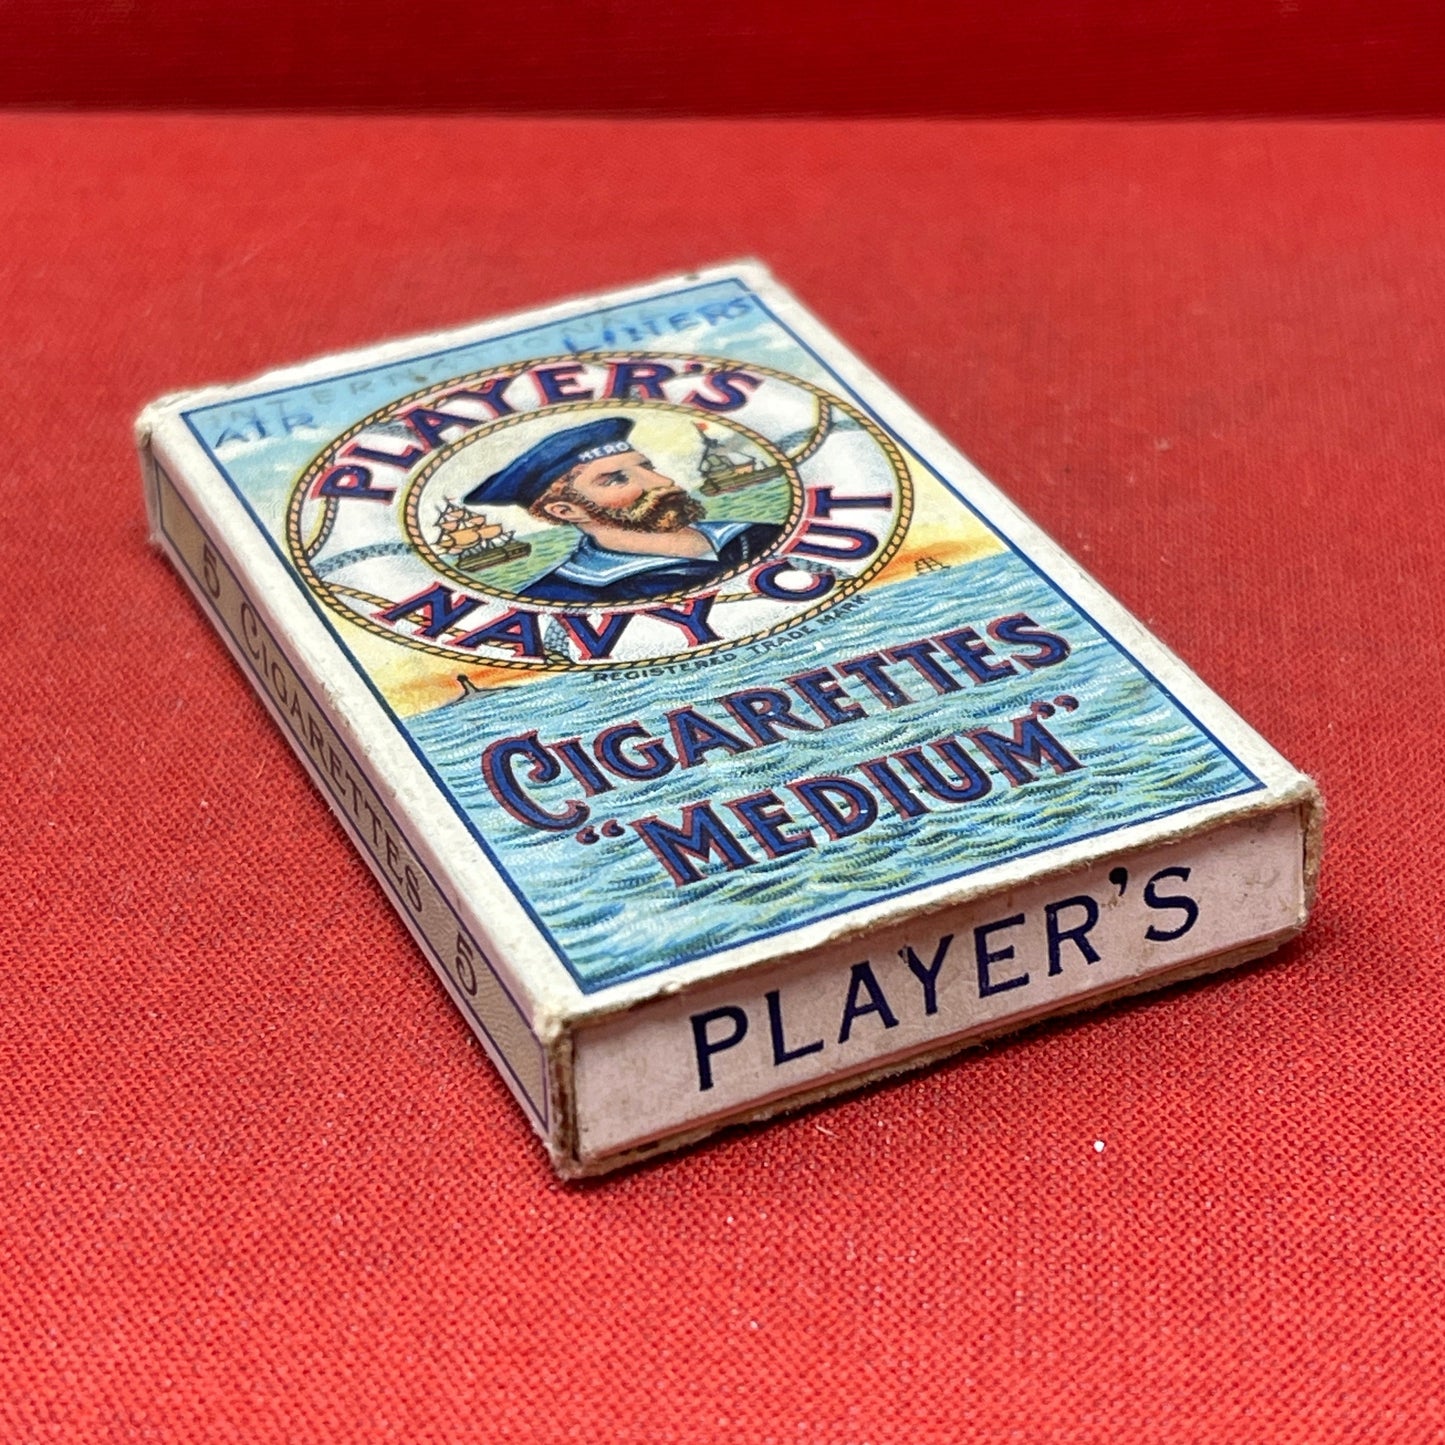 INTERNATIONAL
AIR LINERS
PLAYER'S
HERO
NAVY CUT
REGISTERED TRADE MARK
CIGARETTES
"MEDIUM"
5 CIGARETTES 5
PLAYER'S